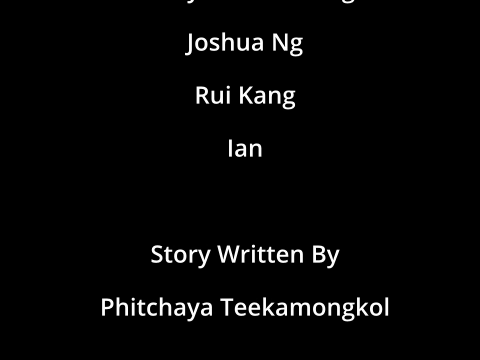 Joshua Ng
Rui Kang
Ian
Story Written By
Phitchaya Teekamongkol